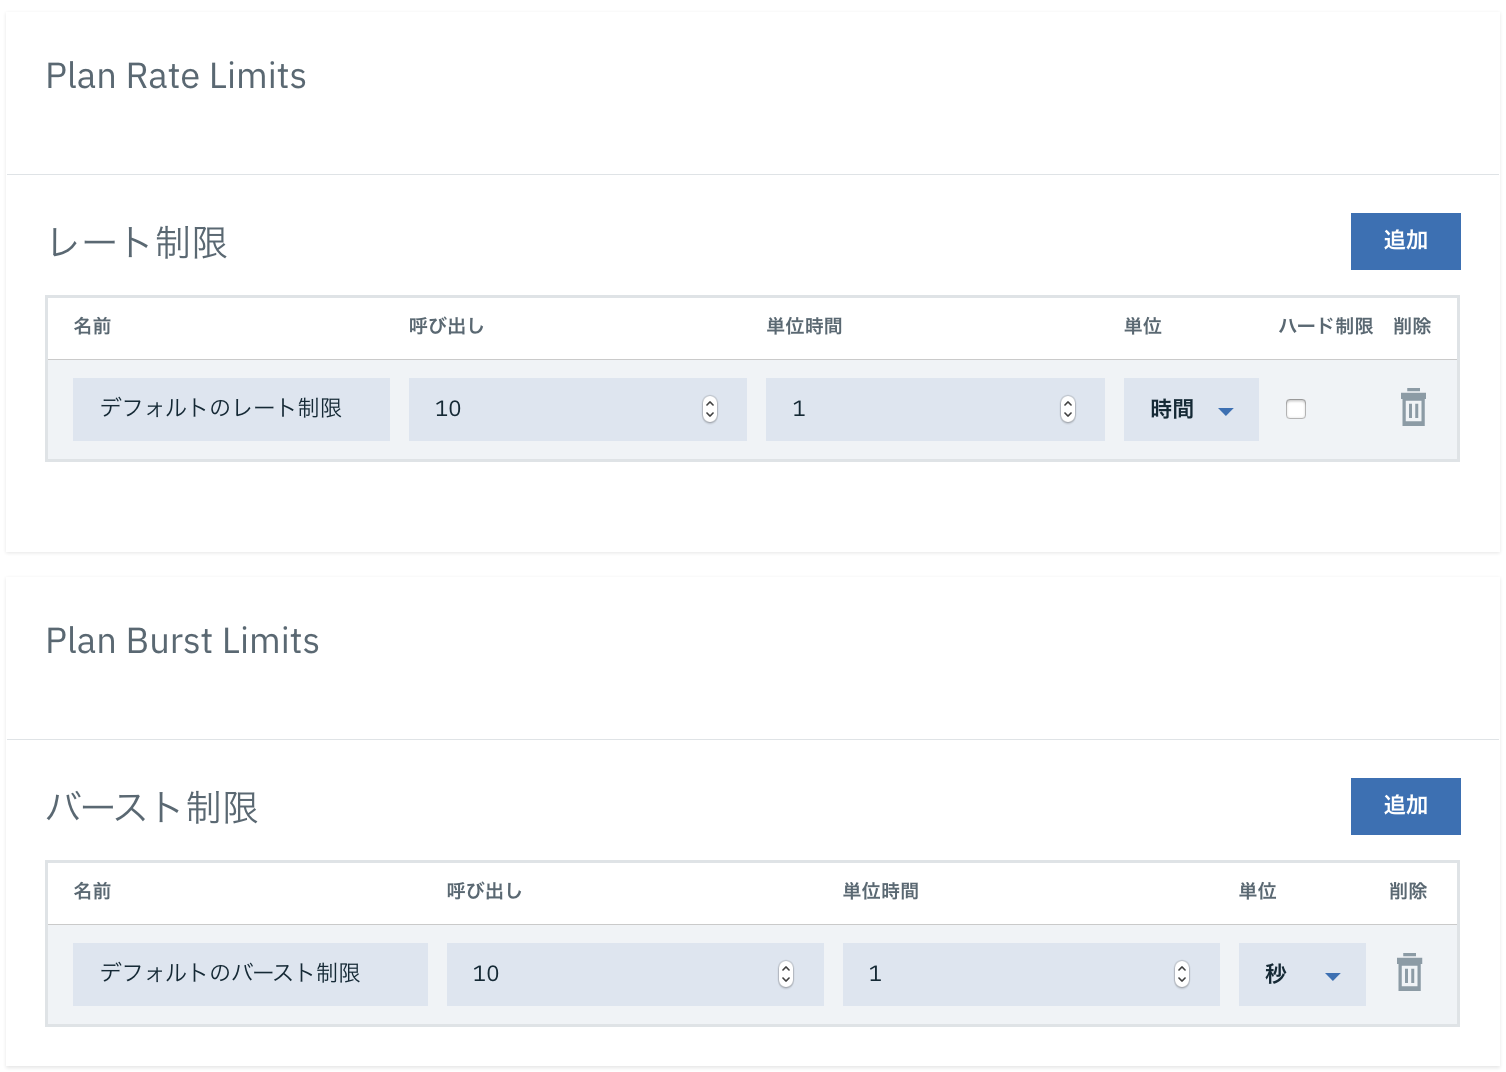 Plan Rate Limits
レート制限
追加
名前 呼び出し 単位時間 単位 ハード制限 削除
デフォルトのレート制限 10 1 時間
Plan Burst Limits
バースト制限
追加
名前 呼び出し 単位時間 単位 削除
デフォルトのバースト制限 10 1 秒